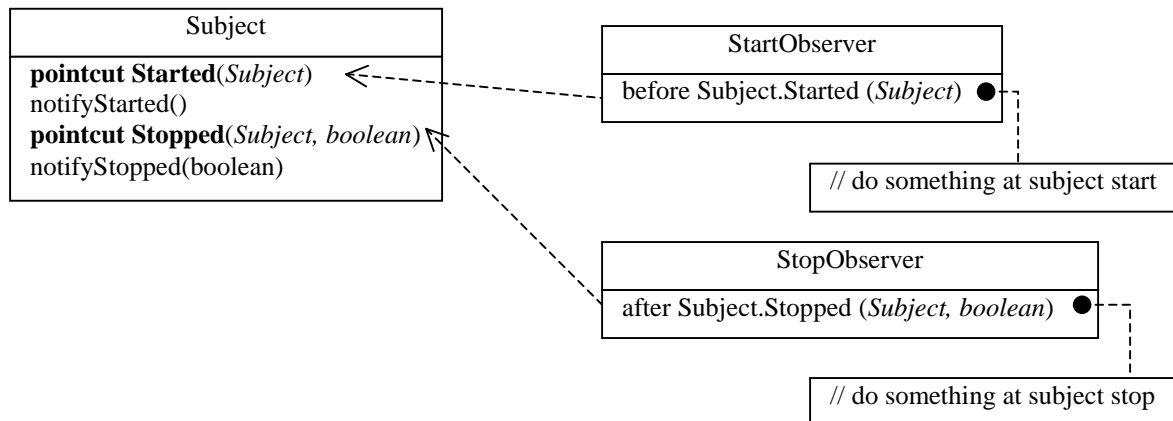 Subject
pointcut Started(Subject)
notifyStarted()
pointcut Stopped(Subject, boolean)
notifyStopped(boolean)
StartObserver
before Subject.Started (Subject)
// do something at subject start
StopObserver
after Subject.Stopped (Subject, boolean)
// do something at subject stop